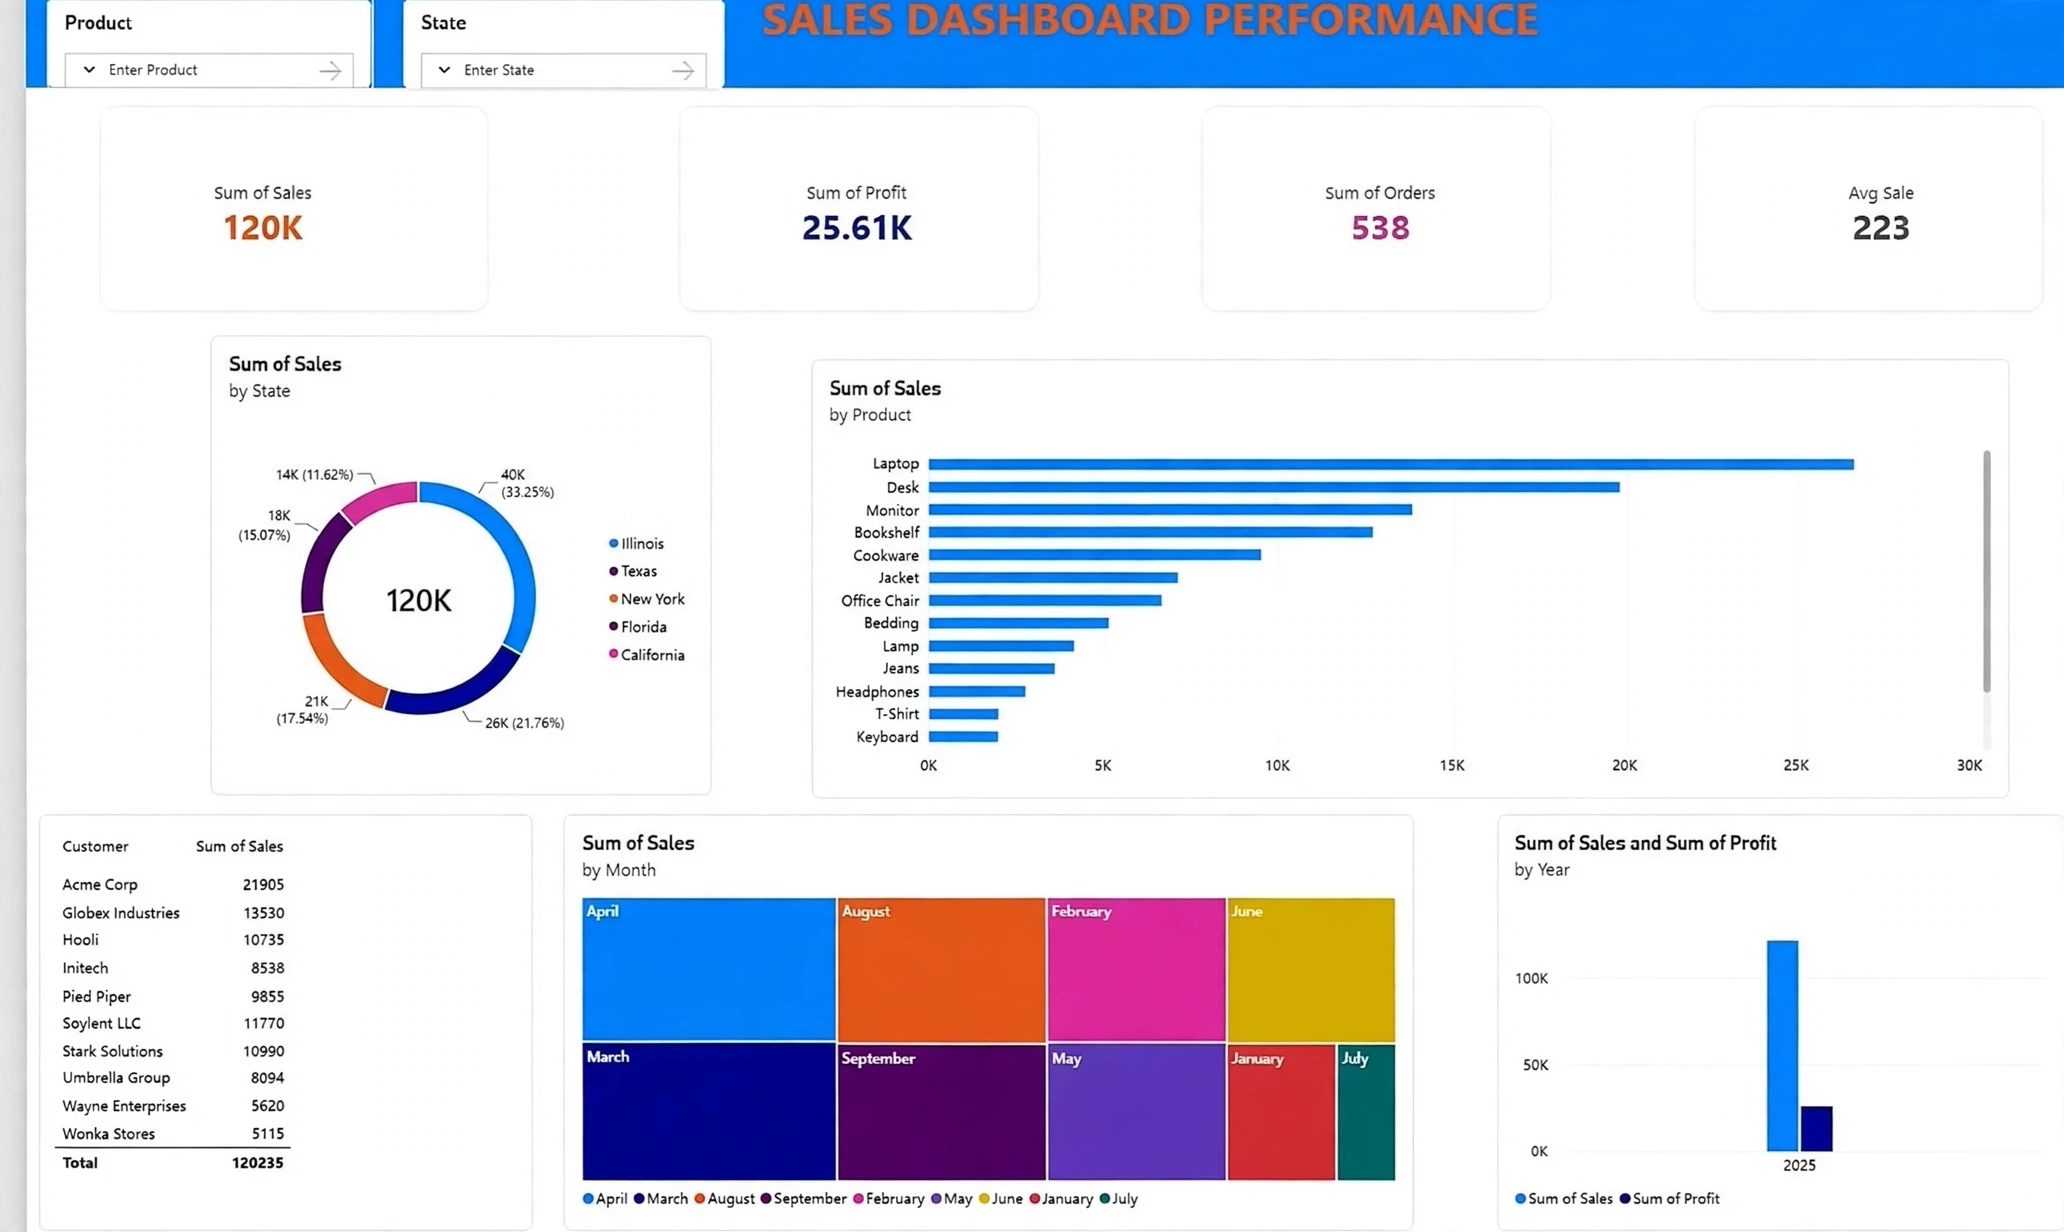 Product
Enter Product
State
Enter State
SALES DASHBOARD PERFORMANCE
Sum of Sales
120K
Sum of Profit
25.61K
Sum of Orders
538
Avg Sale
223
Sum of Sales
by State
14K (11.62%)
40K
(33.25%)
18K
(15.07%)
120K
21K
(17.54%)
26K (21.76%)
Illinois
Texas
New York
Florida
California
Sum of Sales
by Product
Laptop
Desk
Monitor
Bookshelf
Cookware
Jacket
Office Chair
Bedding
Lamp
Jeans
Headphones
T-Shirt
Keyboard
0K 5K 10K 15K 20K 25K 30K
Customer Sum of Sales
Acme Corp 21905
Globex Industries 13530
Hooli 10735
Initech 8538
Pied Piper 9855
Soylent LLC 11770
Stark Solutions 10990
Umbrella Group 8094
Wayne Enterprises 5620
Wonka Stores 5115
Total 120235
Sum of Sales
by Month
April August February June
March September May January July
April March August September February May June January July
Sum of Sales and Sum of Profit
by Year
100K
50K
0K
2025
Sum of Sales Sum of Profit